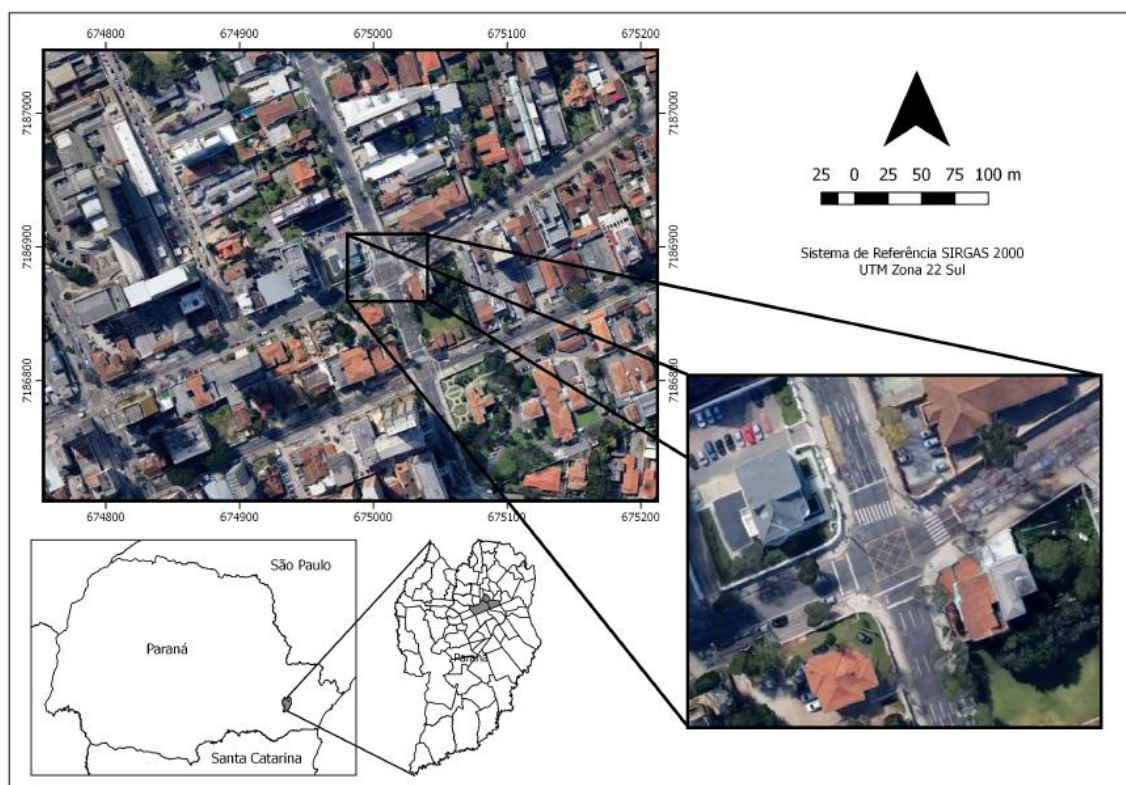 674800 674900 675000 675100 675200
7187000 7187000
7186900 7186900
7186800 7186800
674800 674900 675000 675100 675200
25 0 25 50 75 100 m
Sistema de Referência SIRGAS 2000
UTM Zona 22 Sul
São Paulo
Paraná
Santa Catarina
Paraná